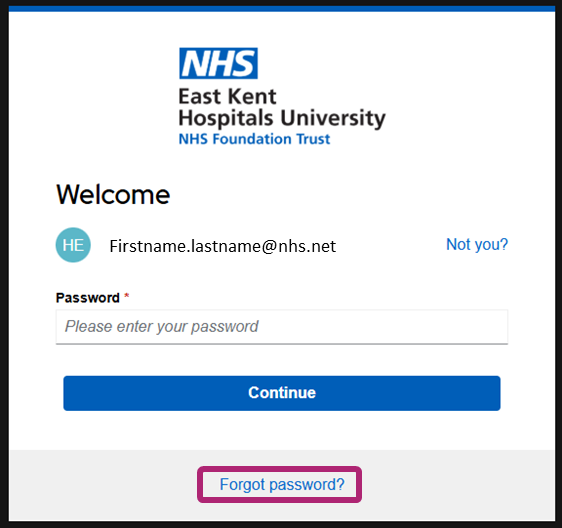 NHS
East Kent
Hospitals University
NHS Foundation Trust
Welcome
HE Firstname.lastname@nhs.net Not you?
Password *
Please enter your password
Continue
Forgot password?